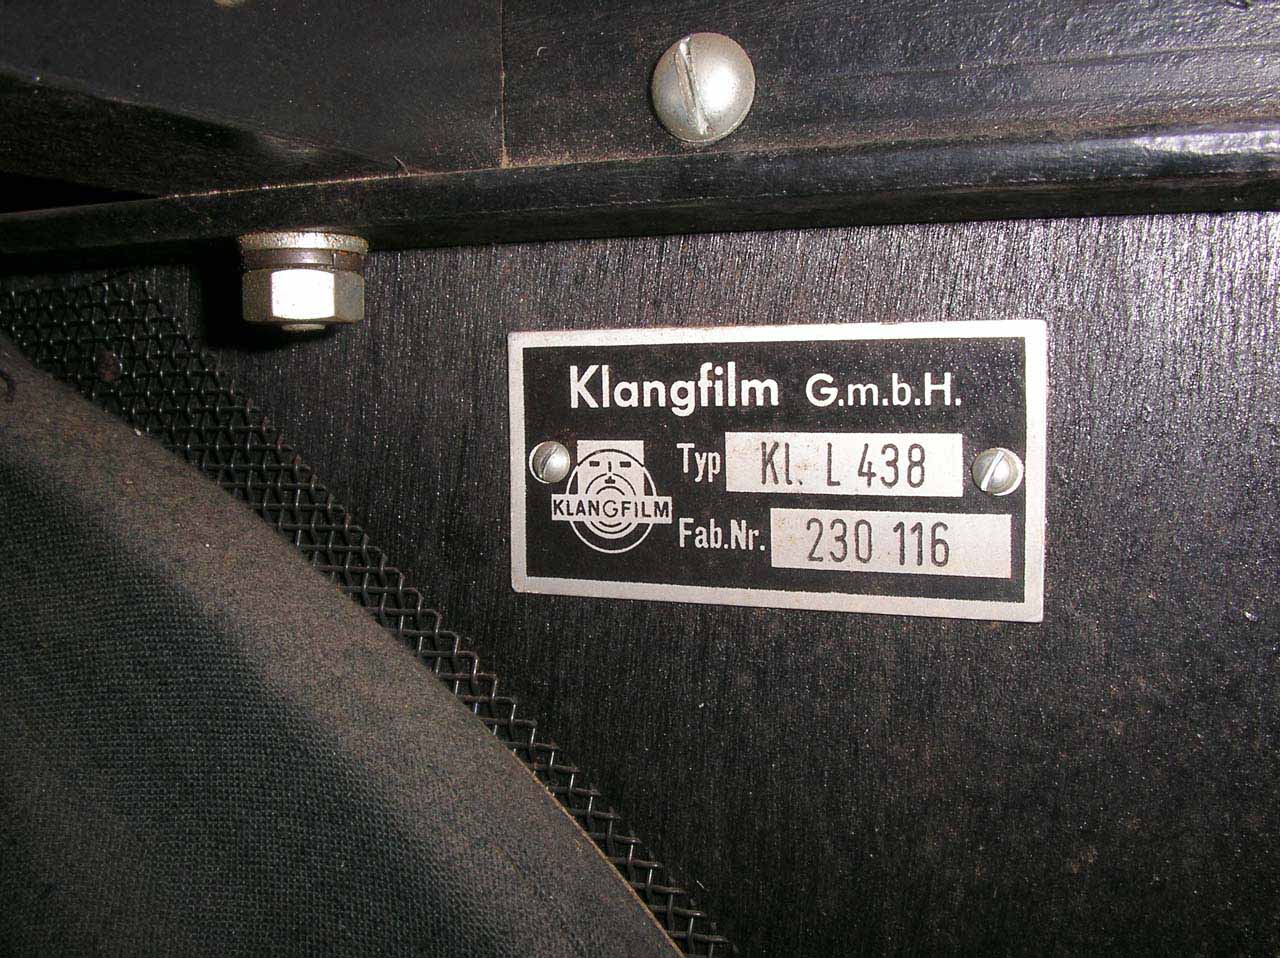 Klangfilm G.m.b.H.
Typ Kl. L 438
KLANGFILM
Fab.Nr. 230 116